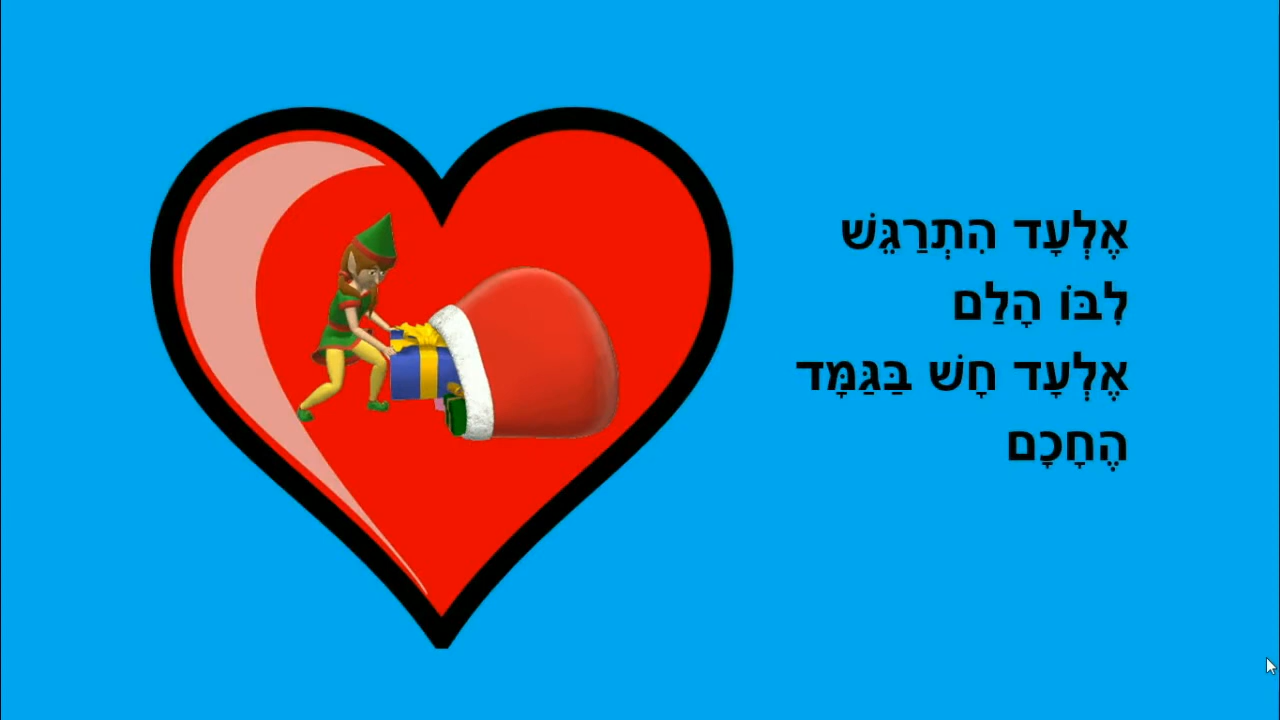 אֶלְעָד הִתְרַגֵּשׁ
לִבּוֹ הָלַם
אֶלְעָד חָשׁ בַּגַּמָּד
הֶחָכָם